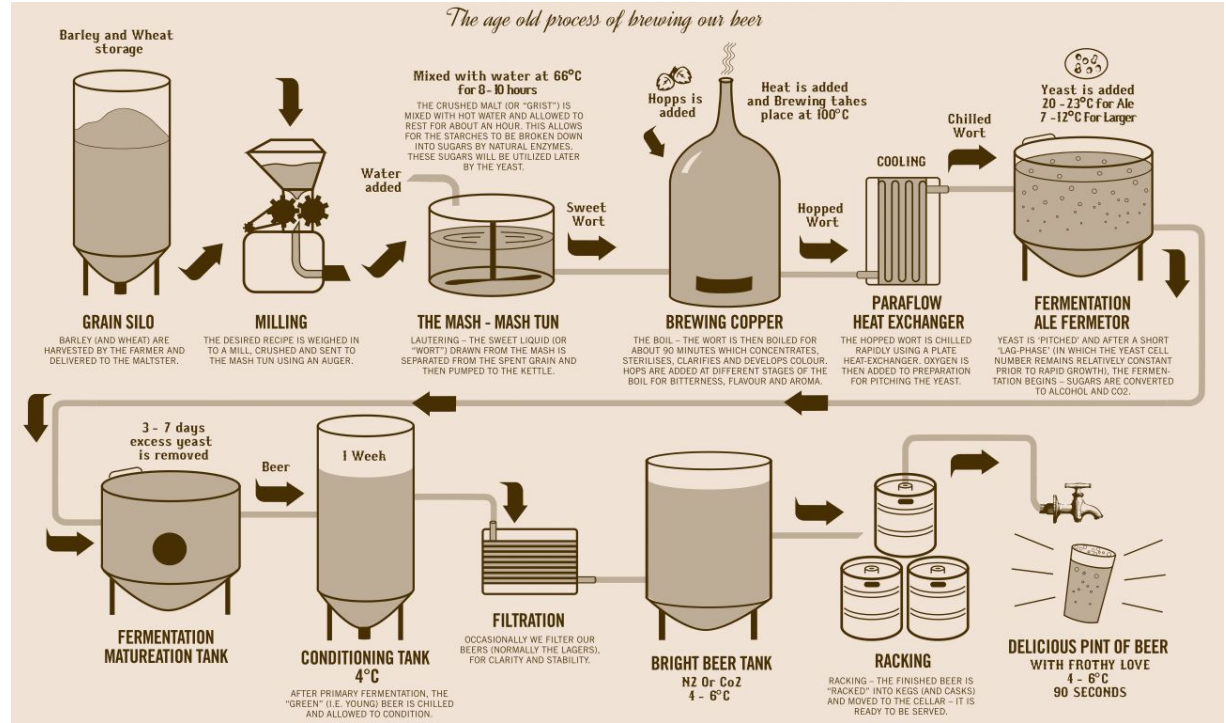 The age old process of brewing our beer
Barley and Wheat
storage
Mixed with water at 66°C
for 8-10 hours
THE CRUSHED MALT (OR “GRIST”) IS
MIXED WITH HOT WATER AND ALLOWED TO
REST FOR ABOUT AN HOUR. THIS ALLOWS
FOR THE STARCHES TO BE BROKEN DOWN
INTO SUGARS BY NATURAL ENZYMES.
THESE SUGARS WILL BE UTILIZED LATER
BY THE YEAST.
Water
added
Sweet
Wort
Hopps is
added
Heat is added
and Brewing takes
place at 100°C
Hopped
Wort
COOLING
Chilled
Wort
Yeast is added
20 -23°C for Ale
7 -12°C For Larger
GRAIN SILO
BARLEY (AND WHEAT) ARE
HARVESTED BY THE FARMER AND
DELIVERED TO THE MALTSTER.
MILLING
THE DESIRED RECIPE IS WEIGHED IN
TO A MILL, CRUSHED AND SENT TO
THE MASH TUN USING AN AUGER.
THE MASH - MASH TUN
LAUTERING – THE SWEET LIQUID (OR
“WORT”) DRAWN FROM THE MASH IS
SEPARATED FROM THE SPENT GRAIN AND
THEN PUMPED TO THE KETTLE.
BREWING COPPER
THE BOIL – THE WORT IS THEN BOILED FOR
ABOUT 90 MINUTES WHICH CONCENTRATES,
STERILISES, CLARIFIES AND DEVELOPS COLOUR.
HOPS ARE ADDED AT DIFFERENT STAGES OF THE
BOIL FOR BITTERNESS, FLAVOUR AND AROMA.
PARAFLOW
HEAT EXCHANGER
THE HOPPED WORT IS CHILLED
RAPIDLY USING A PLATE
HEAT-EXCHANGER. OXYGEN IS
THEN ADDED TO PREPARATION
FOR PITCHING THE YEAST.
FERMENTATION
ALE FERMETOR
YEAST IS ‘PITCHED’ AND AFTER A SHORT
‘LAG-PHASE’ (IN WHICH THE YEAST CELL
NUMBER REMAINS RELATIVELY CONSTANT
PRIOR TO RAPID GROWTH), THE FERMEN-
TATION BEGINS – SUGARS ARE CONVERTED
TO ALCOHOL AND CO2.
3 - 7 days
excess yeast
is removed
Beer
1 Week
FERMENTATION
MATUREATION TANK
CONDITIONING TANK
4°C
AFTER PRIMARY FERMENTATION, THE
“GREEN” (I.E. YOUNG) BEER IS CHILLED
AND ALLOWED TO CONDITION.
FILTRATION
OCCASIONALLY WE FILTER OUR
BEERS (NORMALLY THE LAGERS),
FOR CLARITY AND STABILITY.
BRIGHT BEER TANK
N2 Or Co2
4 - 6°C
RACKING
RACKING – THE FINISHED BEER IS
“RACKED” INTO KEGS (AND CASKS)
AND MOVED TO THE CELLAR – IT IS
READY TO BE SERVED.
DELICIOUS PINT OF BEER
WITH FROTHY LOVE
4 - 6°C
90 SECONDS